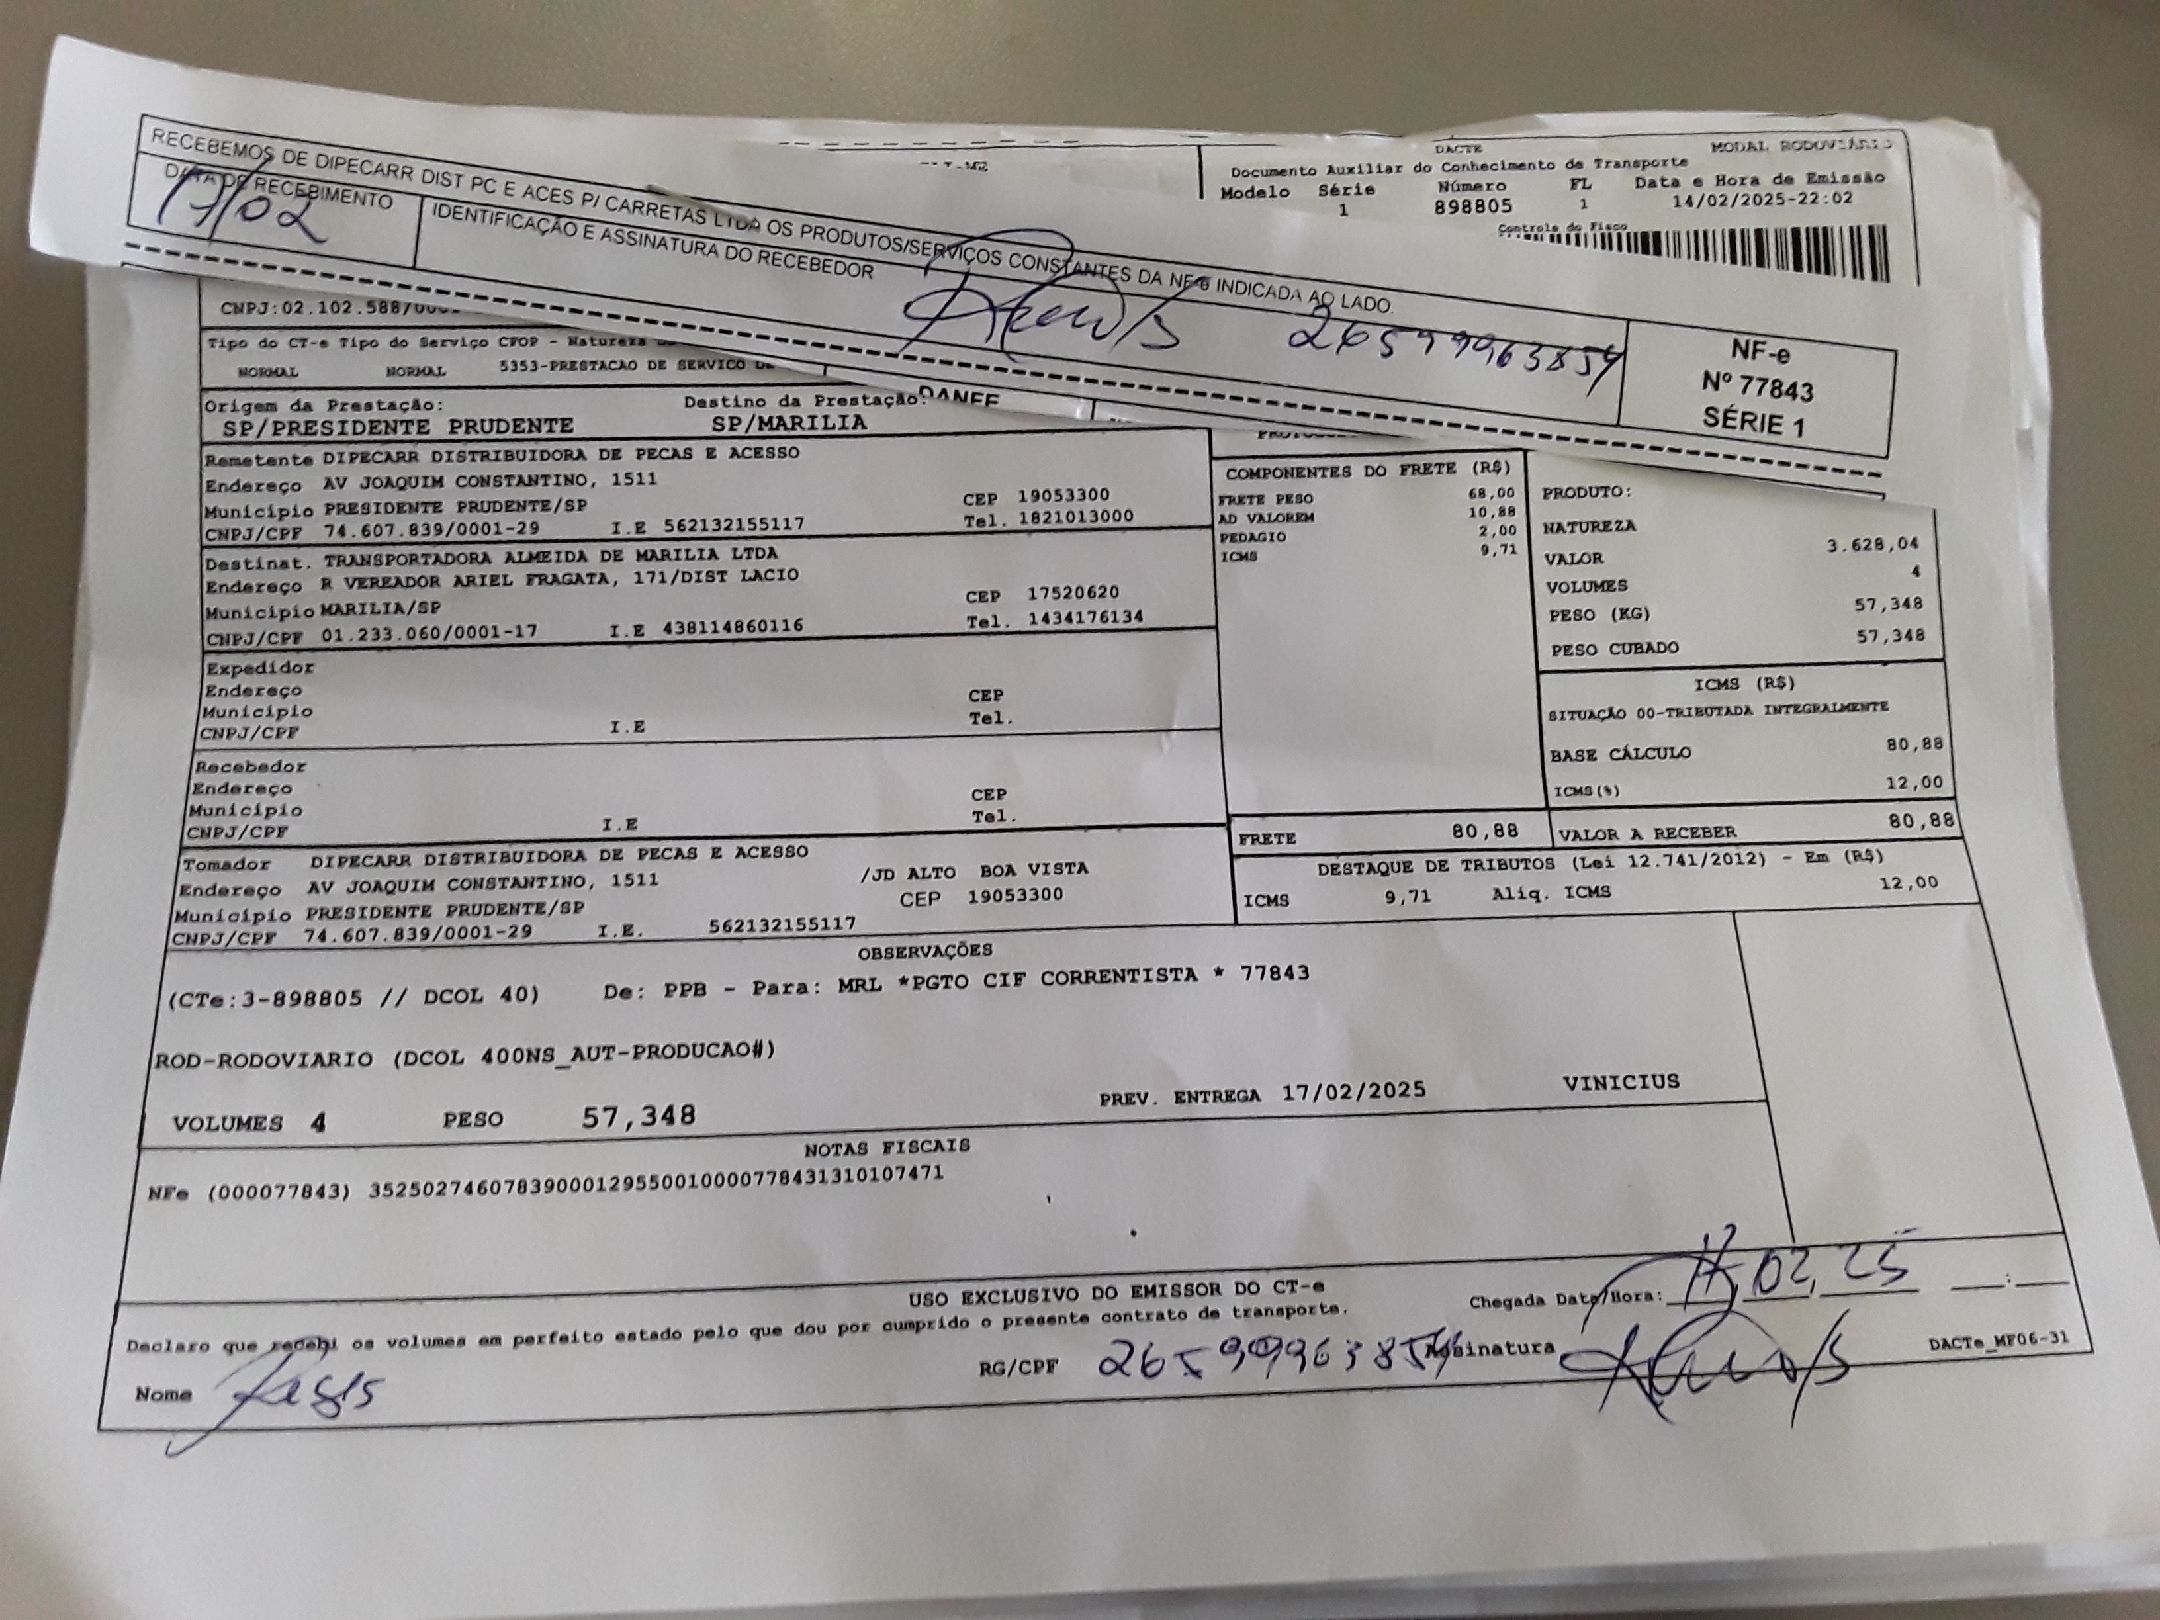 RECEBEMOS DE DIPECARR DIST PC E ACES P/ CARRETAS LTDA OS PRODUTOS/SERVIÇOS CONSTANTES DA NF-e INDICADA AO LADO.
DATA DE RECEBIMENTO
17/02
IDENTIFICAÇÃO E ASSINATURA DO RECEBEDOR
26599963854
NF-e
Nº 77843
SÉRIE 1
DACTE MODAL RODOVIÁRIO
Documento Auxiliar do Conhecimento de Transporte
Modelo Série Número FL Data e Hora de Emissão
1 898805 1 14/02/2025-22:02
Controle do Fisco
CNPJ:02.102.588/
Tipo do CT-e Tipo do Serviço CFOP - Natureza
NORMAL NORMAL 5353-PRESTACAO DE SERVICO DE
DANFE
Origem da Prestação: Destino da Prestação:
SP/PRESIDENTE PRUDENTE SP/MARILIA
Remetente DIPECARR DISTRIBUIDORA DE PECAS E ACESSO
Endereço AV JOAQUIM CONSTANTINO, 1511
Município PRESIDENTE PRUDENTE/SP CEP 19053300
CNPJ/CPF 74.607.839/0001-29 I.E 562132155117 Tel. 1821013000
Destinat. TRANSPORTADORA ALMEIDA DE MARILIA LTDA
Endereço R VEREADOR ARIEL FRAGATA, 171/DIST LACIO
Município MARILIA/SP CEP 17520620
CNPJ/CPF 01.233.060/0001-17 I.E 438114860116 Tel. 1434176134
Expedidor
Endereço
Município CEP
CNPJ/CPF I.E Tel.
Recebedor
Endereço
Município CEP
CNPJ/CPF I.E Tel.
Tomador DIPECARR DISTRIBUIDORA DE PECAS E ACESSO
Endereço AV JOAQUIM CONSTANTINO, 1511 /JD ALTO BOA VISTA
Município PRESIDENTE PRUDENTE/SP CEP 19053300
CNPJ/CPF 74.607.839/0001-29 I.E. 562132155117
COMPONENTES DO FRETE (R$)
FRETE PESO 68,00
AD VALOREM 10,88
PEDAGIO 2,00
ICMS 9,71
FRETE 80,88
PRODUTO:
NATUREZA
VALOR 3.628,04
VOLUMES 4
PESO (KG) 57,348
PESO CUBADO 57,348
ICMS (R$)
SITUAÇÃO 00-TRIBUTADA INTEGRALMENTE
BASE CÁLCULO 80,88
ICMS(%) 12,00
VALOR A RECEBER 80,88
DESTAQUE DE TRIBUTOS (Lei 12.741/2012) - Em (R$)
ICMS 9,71 Aliq. ICMS 12,00
OBSERVAÇÕES
(CTe:3-898805 // DCOL 40) De: PPB - Para: MRL *PGTO CIF CORRENTISTA * 77843
ROD-RODOVIARIO (DCOL 400NS_AUT-PRODUCAO#)
VOLUMES 4 PESO 57,348 PREV. ENTREGA 17/02/2025 VINICIUS
NOTAS FISCAIS
NFe (000077843) 35250274607839000129550010000778431310107471
USO EXCLUSIVO DO EMISSOR DO CT-e
Declaro que recebi os volumes em perfeito estado pelo que dou por cumprido o presente contrato de transporte.
Chegada Data/Hora: 17 02 25 :
Nome
RG/CPF 26599963854
Assinatura
DACTe_MF06-31